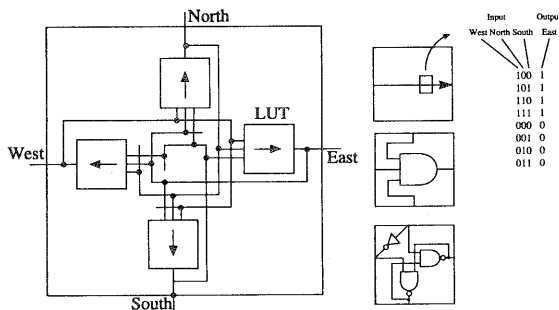 North
LUT
West
East
South
Input Outpu
West North South East
100 1
101 1
110 1
111 1
000 0
001 0
010 0
011 0